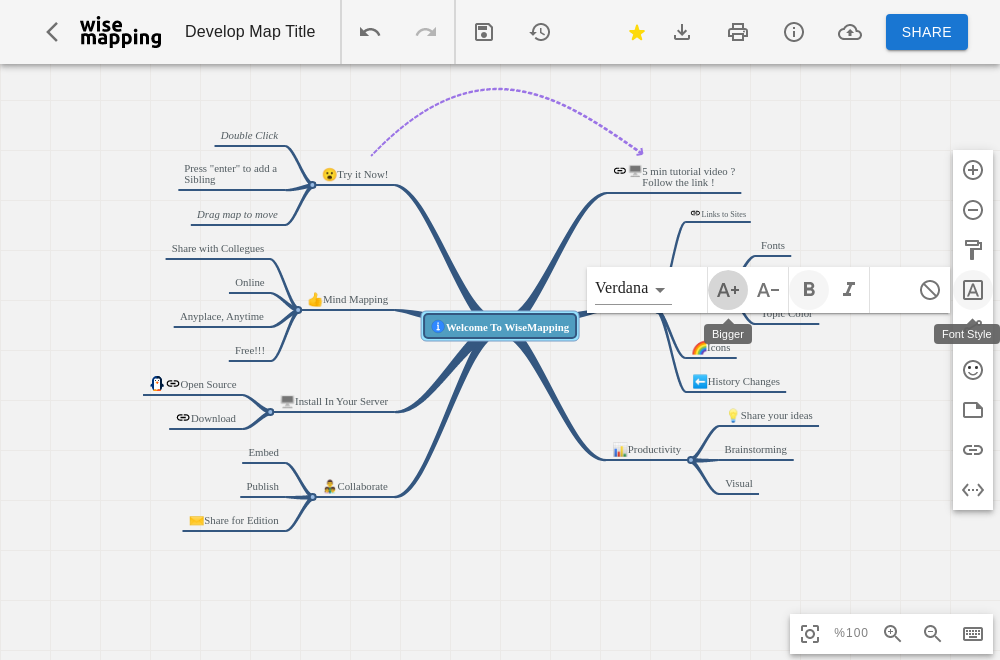 wise
mapping
Develop Map Title
SHARE
Double Click
Press "enter" to add a
Sibling
Drag map to move
😮Try it Now!
Share with Collegues
Online
Anyplace, Anytime
Free!!!
👍Mind Mapping
Open Source
Download
Install In Your Server
Embed
Publish
Share for Edition
Collaborate
Welcome To WiseMapping
5 min tutorial video ?
Follow the link !
Links to Sites
Fonts
Verdana
A+
A-
B
I
A
Topic Color
Bigger
Font Style
Icons
History Changes
Productivity
Share your ideas
Brainstorming
Visual
%100